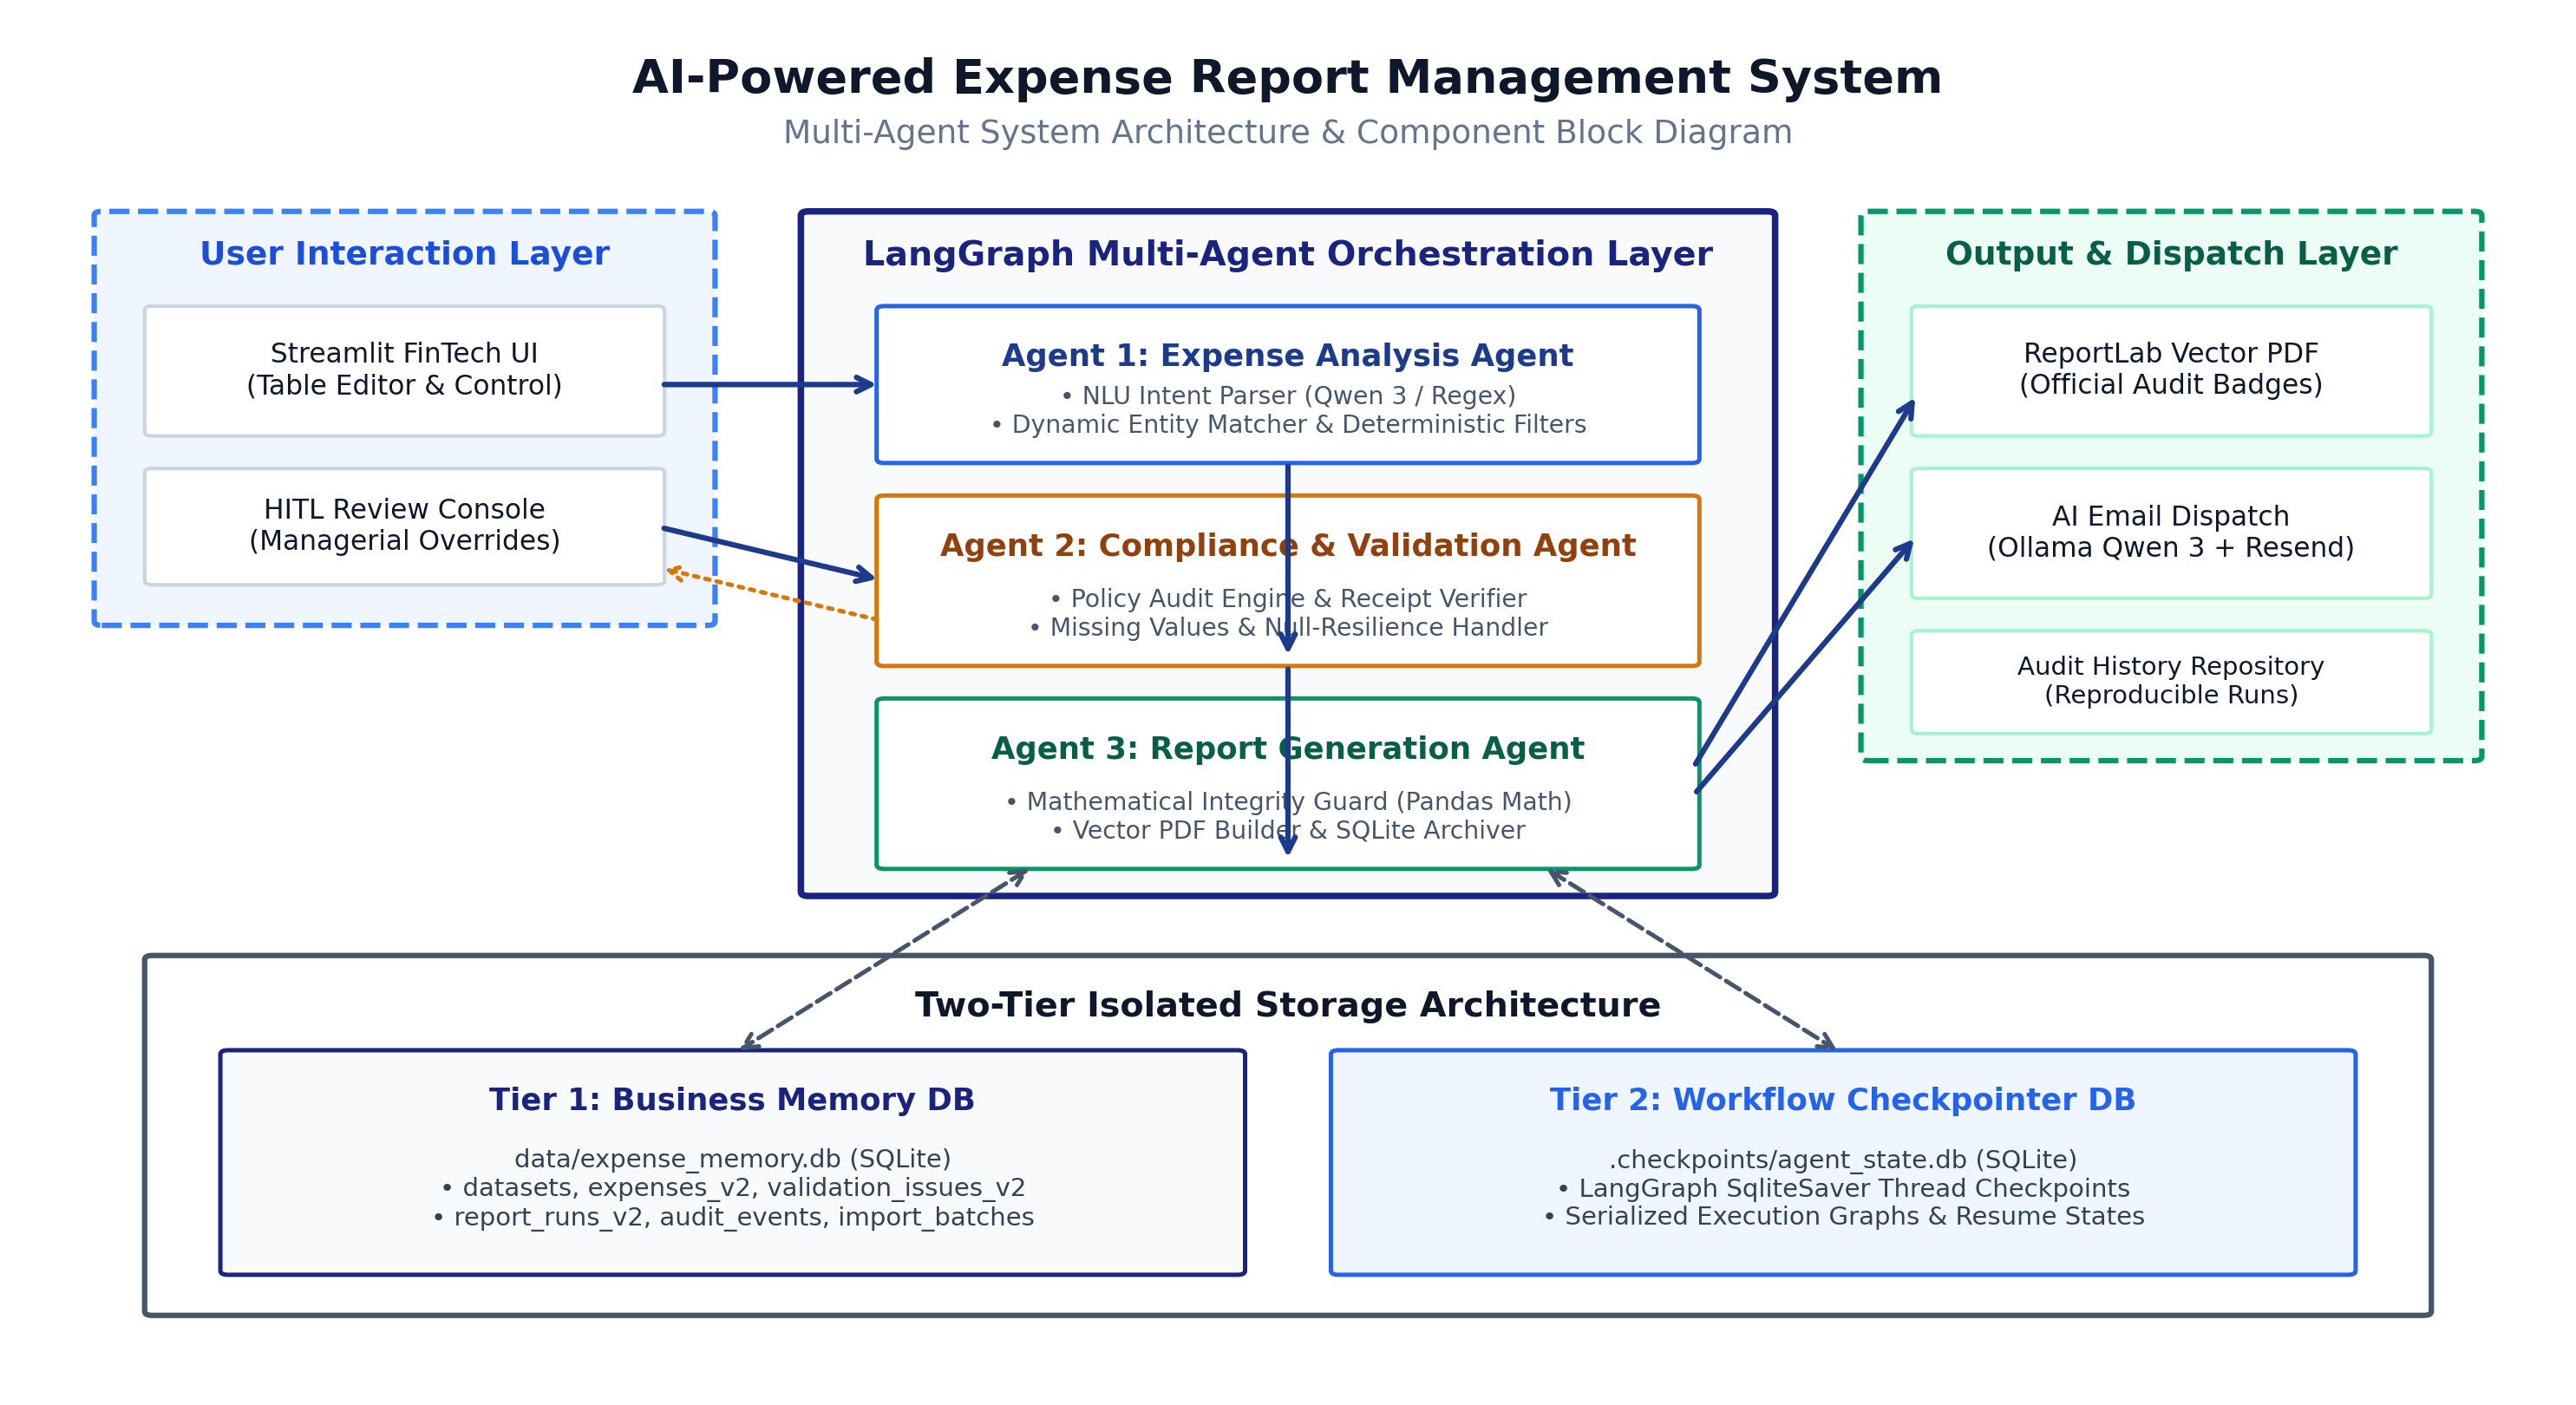 AI-Powered Expense Report Management System
Multi-Agent System Architecture & Component Block Diagram
User Interaction Layer
Streamlit FinTech UI
(Table Editor & Control)
HITL Review Console
(Managerial Overrides)
LangGraph Multi-Agent Orchestration Layer
Agent 1: Expense Analysis Agent
• NLU Intent Parser (Qwen 3 / Regex)
• Dynamic Entity Matcher & Deterministic Filters
Agent 2: Compliance & Validation Agent
• Policy Audit Engine & Receipt Verifier
• Missing Values & Null-Resilience Handler
Agent 3: Report Generation Agent
• Mathematical Integrity Guard (Pandas Math)
• Vector PDF Builder & SQLite Archiver
Output & Dispatch Layer
ReportLab Vector PDF
(Official Audit Badges)
AI Email Dispatch
(Ollama Qwen 3 + Resend)
Audit History Repository
(Reproducible Runs)
Two-Tier Isolated Storage Architecture
Tier 1: Business Memory DB
data/expense_memory.db (SQLite)
• datasets, expenses_v2, validation_issues_v2
• report_runs_v2, audit_events, import_batches
Tier 2: Workflow Checkpointer DB
.checkpoints/agent_state.db (SQLite)
• LangGraph SqliteSaver Thread Checkpoints
• Serialized Execution Graphs & Resume States